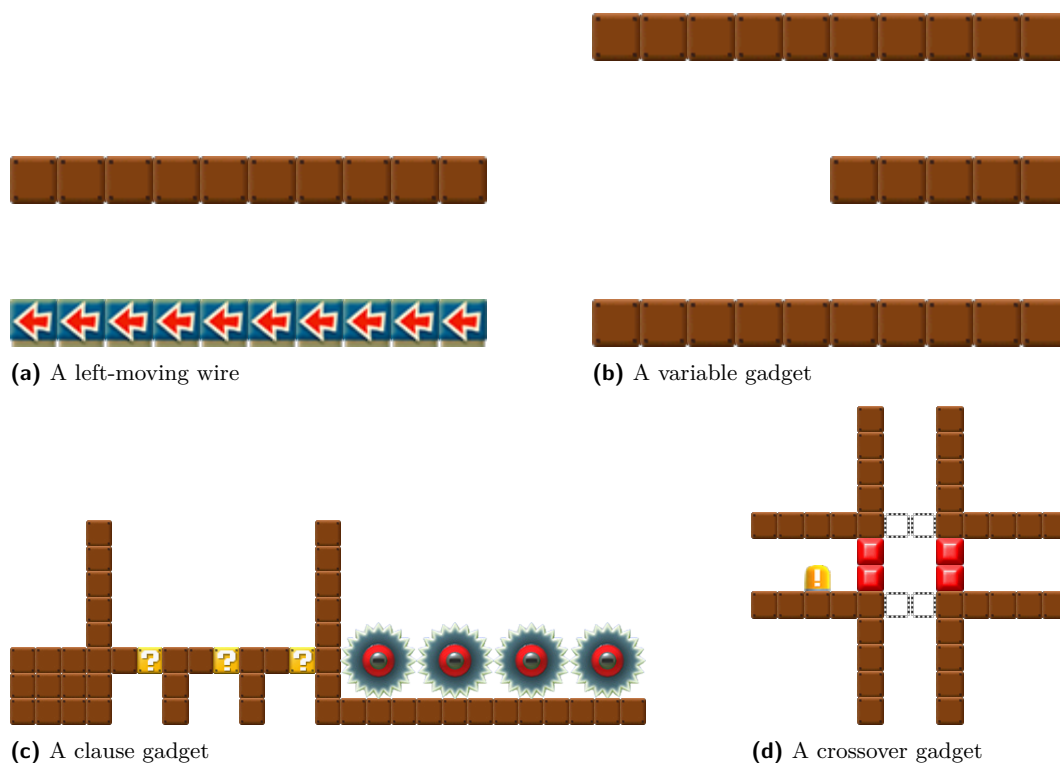 (a) A left-moving wire
(b) A variable gadget
? ? ?
!
(c) A clause gadget
(d) A crossover gadget